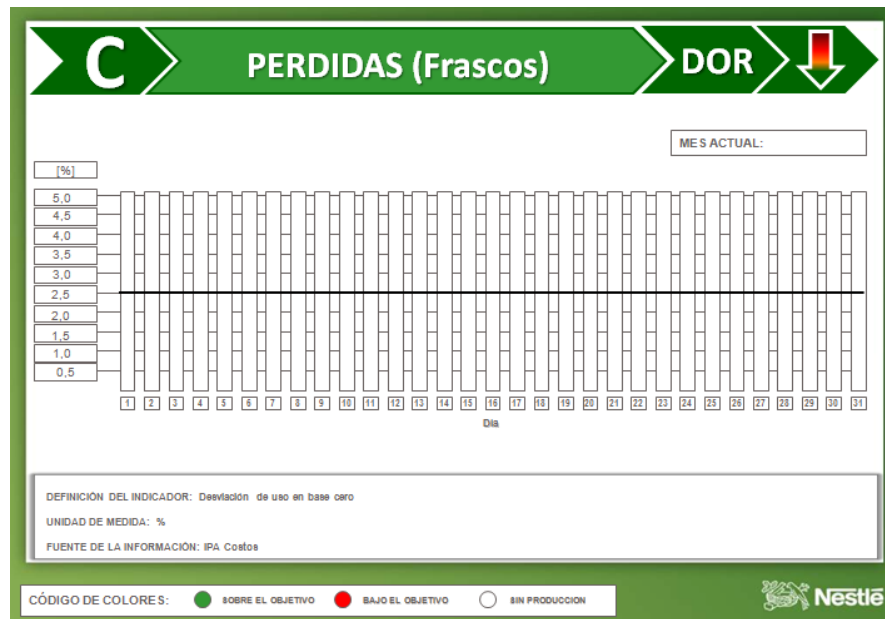 C PERDIDAS (Frascos) DOR
MES ACTUAL:
[%]
5,0
4,5
4,0
3,5
3,0
2,5
2,0
1,5
1,0
0,5
1 2 3 4 5 6 7 8 9 10 11 12 13 14 15 16 17 18 19 20 21 22 23 24 25 26 27 28 29 30 31
Dia
DEFINICIÓN DEL INDICADOR: Desviación de uso en base cero
UNIDAD DE MEDIDA: %
FUENTE DE LA INFORMACIÓN: IPA Costos
CÓDIGO DE COLORES: SOBRE EL OBJETIVO BAJO EL OBJETIVO SIN PRODUCCION
Nestlé